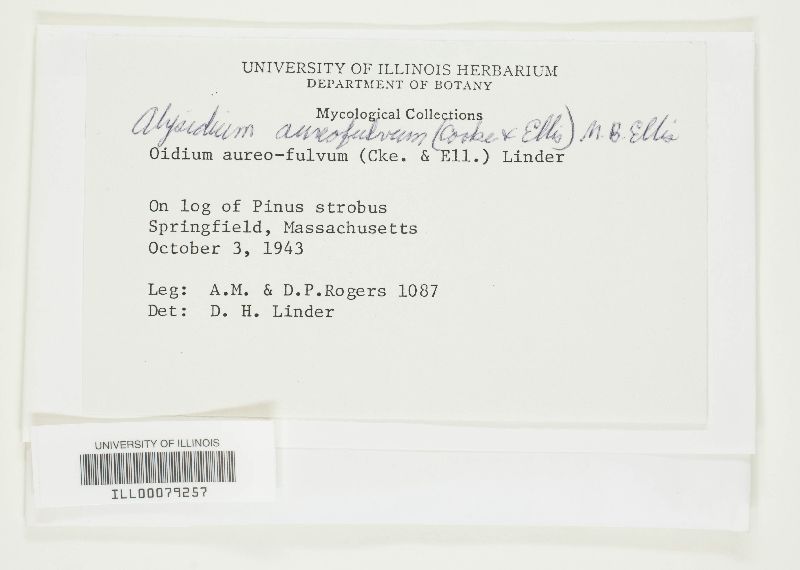 UNIVERSITY OF ILLINOIS HERBARIUM
DEPARTMENT OF BOTANY
Mycological Collections
Alysidium aureofulvum (Cooke & Ellis) M. B. Ellis
Oidium aureo-fulvum (Cke. & Ell.) Linder
On log of Pinus strobus
Springfield, Massachusetts
October 3, 1943
Leg: A.M. & D.P.Rogers 1087
Det: D. H. Linder
UNIVERSITY OF ILLINOIS
ILL00079257